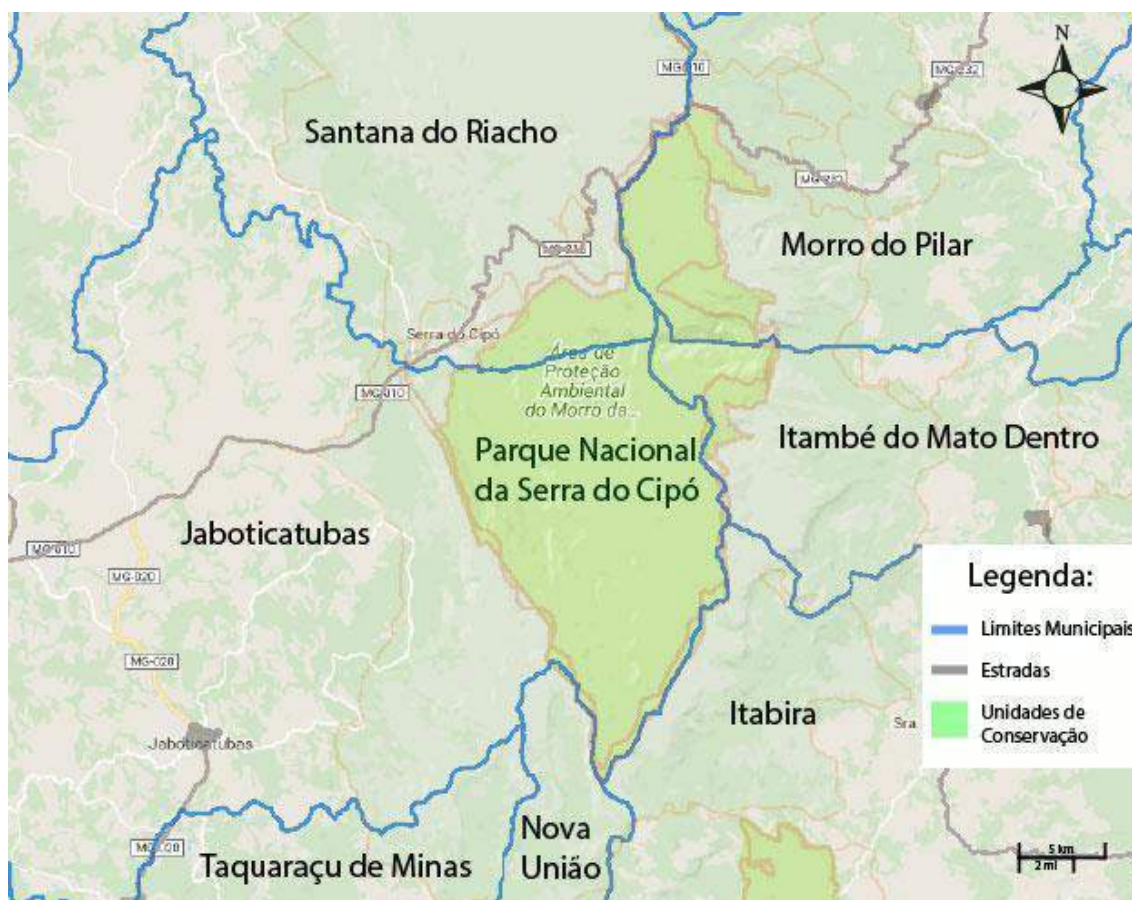 N
MG-010
MG-232
Santana do Riacho
MG-232
Morro do Pilar
Serra do Cipó
Área de
Proteção
Ambiental
do Morro da...
MG-010
Parque Nacional
da Serra do Cipó
Itambé do Mato Dentro
Jaboticatubas
MG-010
MG-020
Legenda:
Limites Municipais
Estradas
Unidades de
Conservação
MG-020
Itabira
Sra.
Jaboticatubas
Nova
União
Taquaraçu de Minas
5 km
2 mi